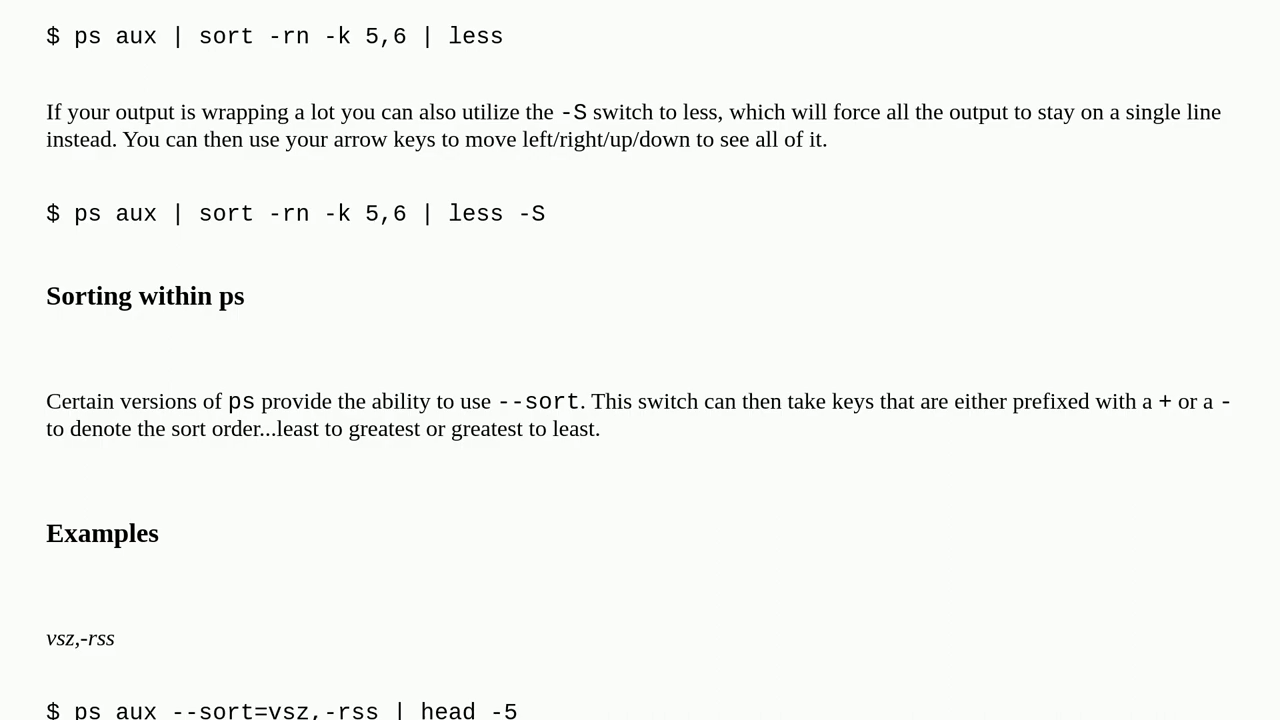 $ ps aux | sort -rn -k 5,6 | less
If your output is wrapping a lot you can also utilize the -S switch to less, which will force all the output to stay on a single line
instead. You can then use your arrow keys to move left/right/up/down to see all of it.
$ ps aux | sort -rn -k 5,6 | less -S
Sorting within ps
Certain versions of ps provide the ability to use --sort. This switch can then take keys that are either prefixed with a + or a -
to denote the sort order...least to greatest or greatest to least.
Examples
vsz,-rss
$ ps aux --sort=vsz,-rss | head -5